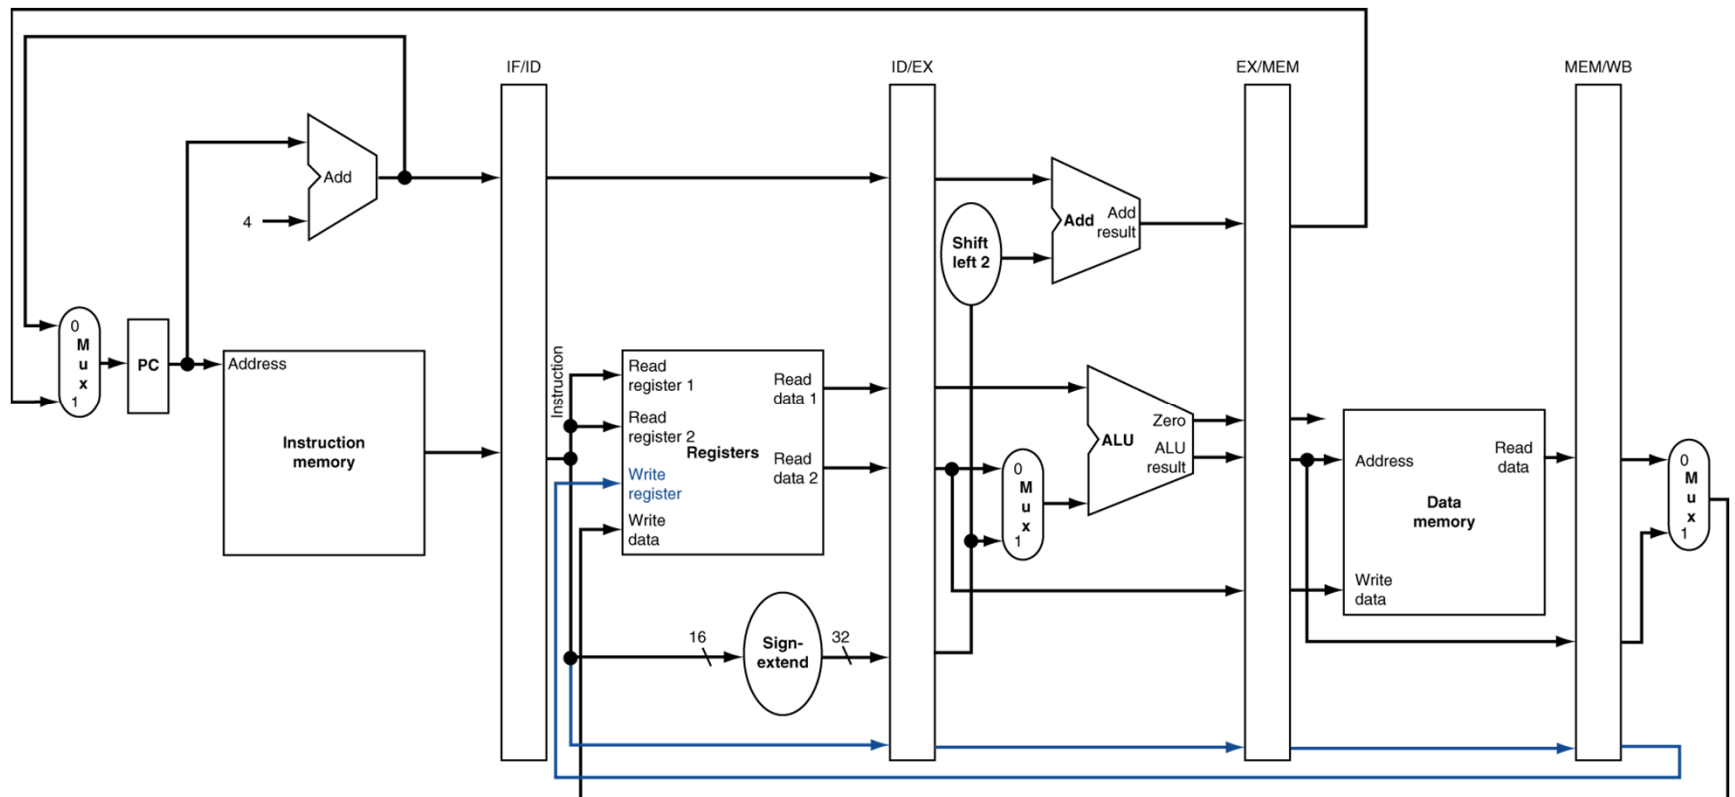 IF/ID
ID/EX
EX/MEM
MEM/WB
Add
4
Shift
left 2
Add
Add
result
0
M
u
x
1
PC
Address
Instruction
memory
Instruction
Read
register 1
Read
register 2
Write
register
Write
data
Registers
Read
data 1
Read
data 2
16
Sign-
extend
32
0
M
u
x
1
ALU
Zero
ALU
result
Address
Read
data
Data
memory
Write
data
0
M
u
x
1